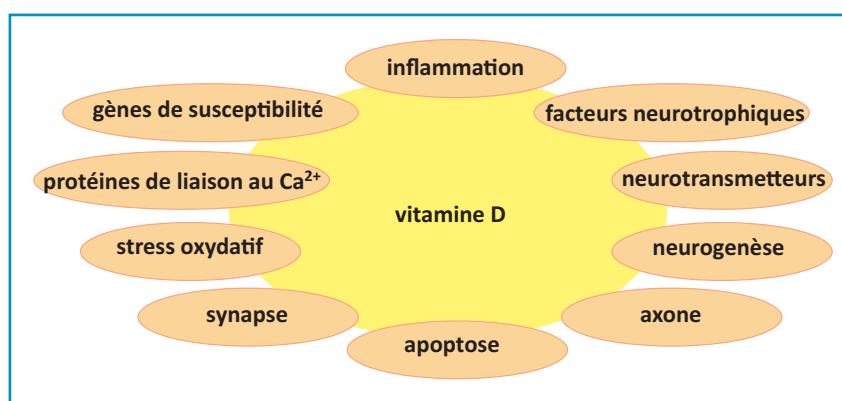 inflammation
gènes de susceptibilité
facteurs neurotrophiques
protéines de liaison au Ca²⁺
neurotransmetteurs
vitamine D
stress oxydatif
neurogenèse
synapse
axone
apoptose